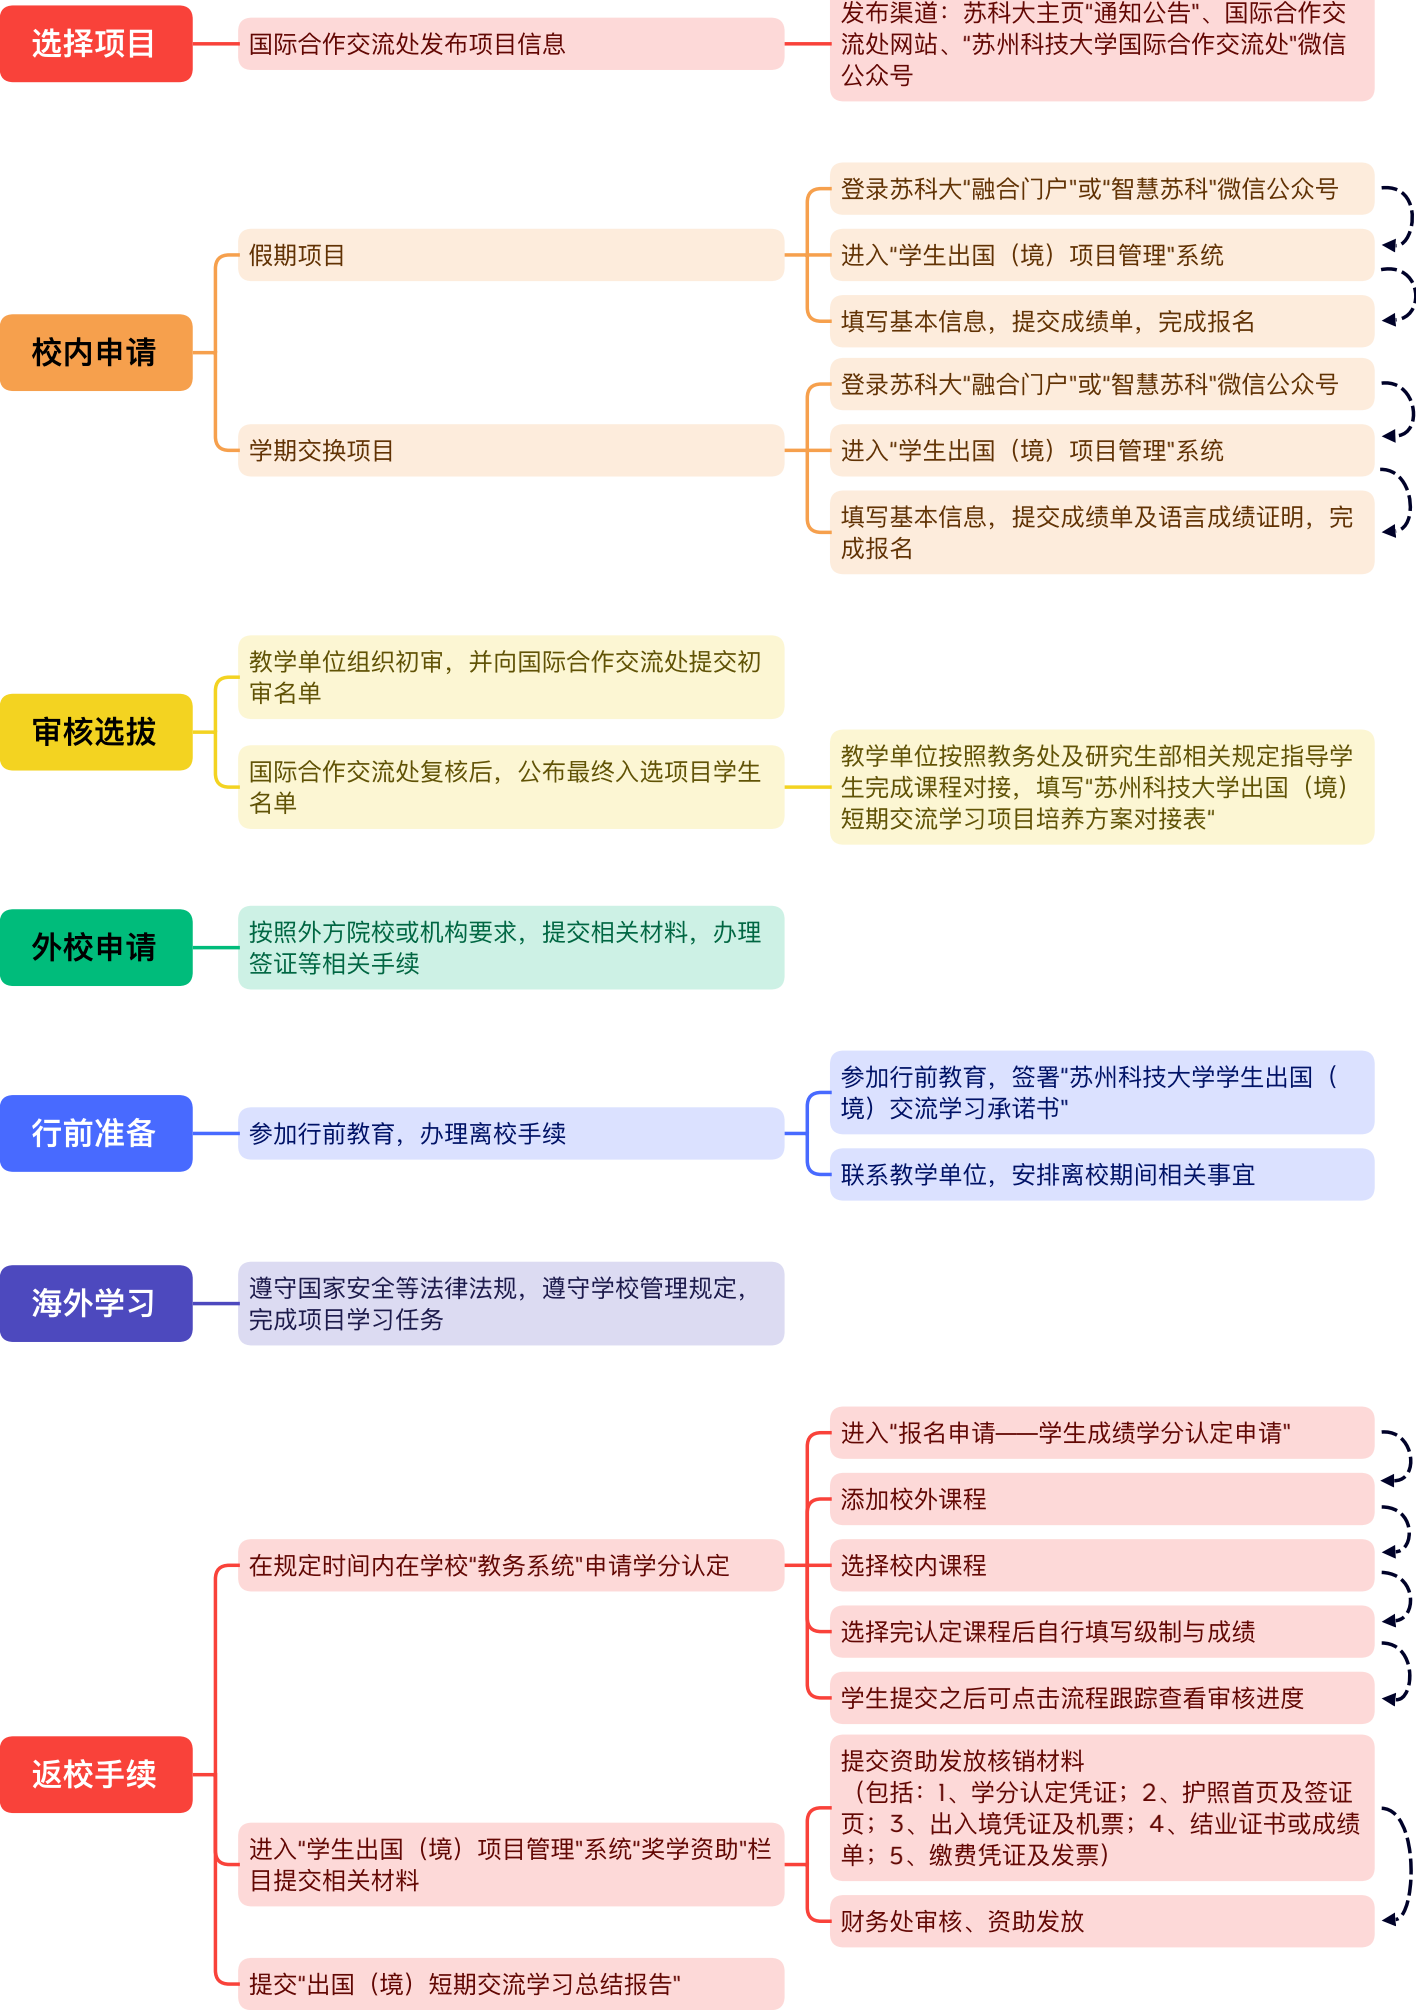 选择项目
国际合作交流处发布项目信息
发布渠道：苏科大主页"通知公告"、国际合作交
流处网站、"苏州科技大学国际合作交流处"微信
公众号
校内申请
假期项目
登录苏科大"融合门户"或"智慧苏科"微信公众号
进入"学生出国（境）项目管理"系统
填写基本信息，提交成绩单，完成报名
学期交换项目
登录苏科大"融合门户"或"智慧苏科"微信公众号
进入"学生出国（境）项目管理"系统
填写基本信息，提交成绩单及语言成绩证明，完
成报名
审核选拔
教学单位组织初审，并向国际合作交流处提交初
审名单
国际合作交流处复核后，公布最终入选项目学生
名单
教学单位按照教务处及研究生部相关规定指导学
生完成课程对接，填写"苏州科技大学出国（境）
短期交流学习项目培养方案对接表"
外校申请
按照外方院校或机构要求，提交相关材料，办理
签证等相关手续
行前准备
参加行前教育，办理离校手续
参加行前教育，签署"苏州科技大学学生出国（
境）交流学习承诺书"
联系教学单位，安排离校期间相关事宜
海外学习
遵守国家安全等法律法规，遵守学校管理规定，
完成项目学习任务
返校手续
在规定时间内在学校"教务系统"申请学分认定
进入"报名申请——学生成绩学分认定申请"
添加校外课程
选择校内课程
选择完认定课程后自行填写级制与成绩
学生提交之后可点击流程跟踪查看审核进度
进入"学生出国（境）项目管理"系统"奖学资助"栏
目提交相关材料
提交资助发放核销材料
（包括：1、学分认定凭证；2、护照首页及签证
页；3、出入境凭证及机票；4、结业证书或成绩
单；5、缴费凭证及发票）
财务处审核、资助发放
提交"出国（境）短期交流学习总结报告"